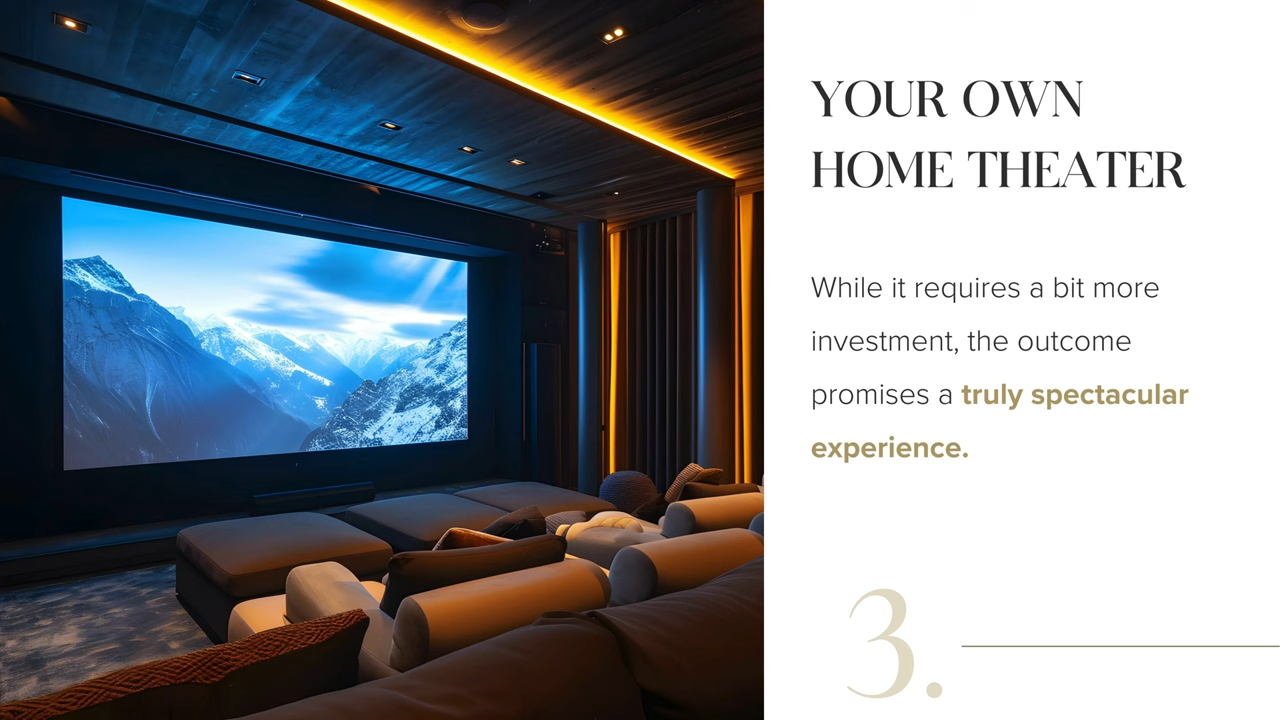 YOUR OWN
HOME THEATER
While it requires a bit more
investment, the outcome
promises a truly spectacular
experience.
3.